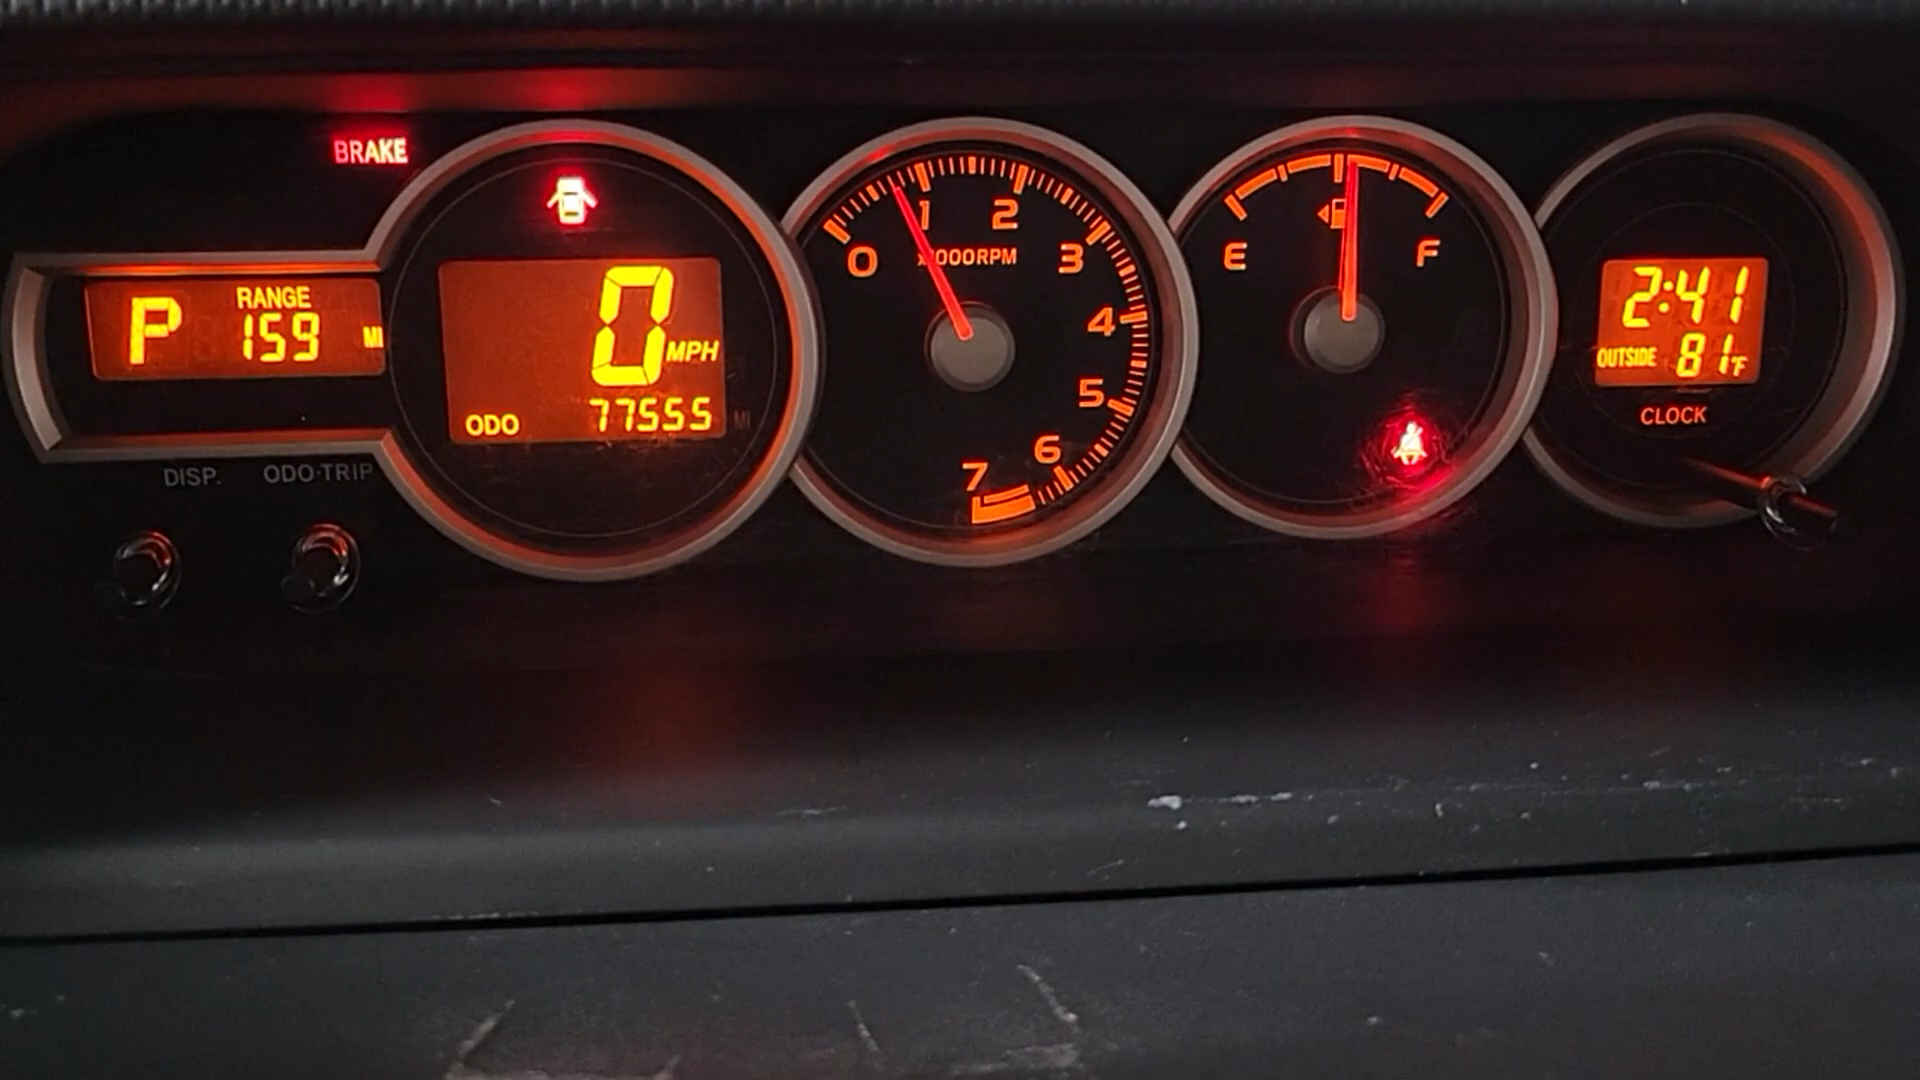 BRAKE
P RANGE 159 MI
0 MPH
ODO 77555 MI
DISP. ODO·TRIP
0 1 2 3 4 5 6 7
x1000RPM
E F
2:41
OUTSIDE 81°F
CLOCK